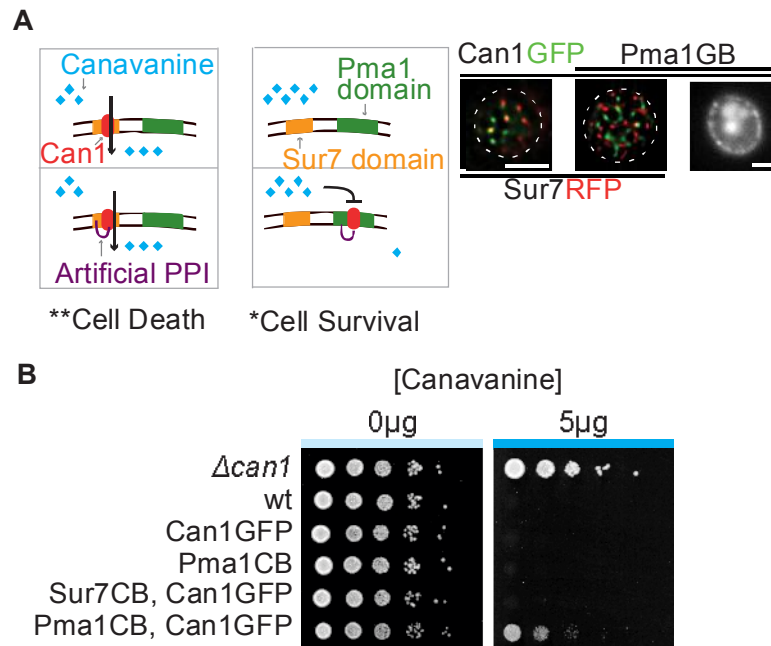 A
Canavanine
Can1
Artificial PPI
**Cell Death
Pma1
domain
Sur7 domain
*Cell Survival
Can1GFP
Pma1GB
Sur7RFP
B
[Canavanine]
0µg
5µg
Δcan1
wt
Can1GFP
Pma1CB
Sur7CB, Can1GFP
Pma1CB, Can1GFP